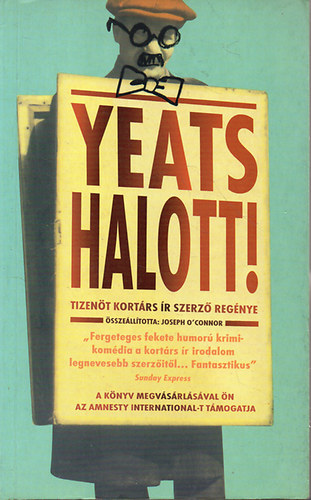 YEATS
HALOTT!
TIZENÖT KORTÁRS ÍR SZERZŐ REGÉNYE
ÖSSZEÁLLÍTOTTA: JOSEPH O'CONNOR
„Fergeteges fekete humorú krimi-
komédia a kortárs ír irodalom
legnevesebb szerzőitől... Fantasztikus”
Sunday Express
A KÖNYV MEGVÁSÁRLÁSÁVAL ÖN
AZ AMNESTY INTERNATIONAL-T TÁMOGATJA